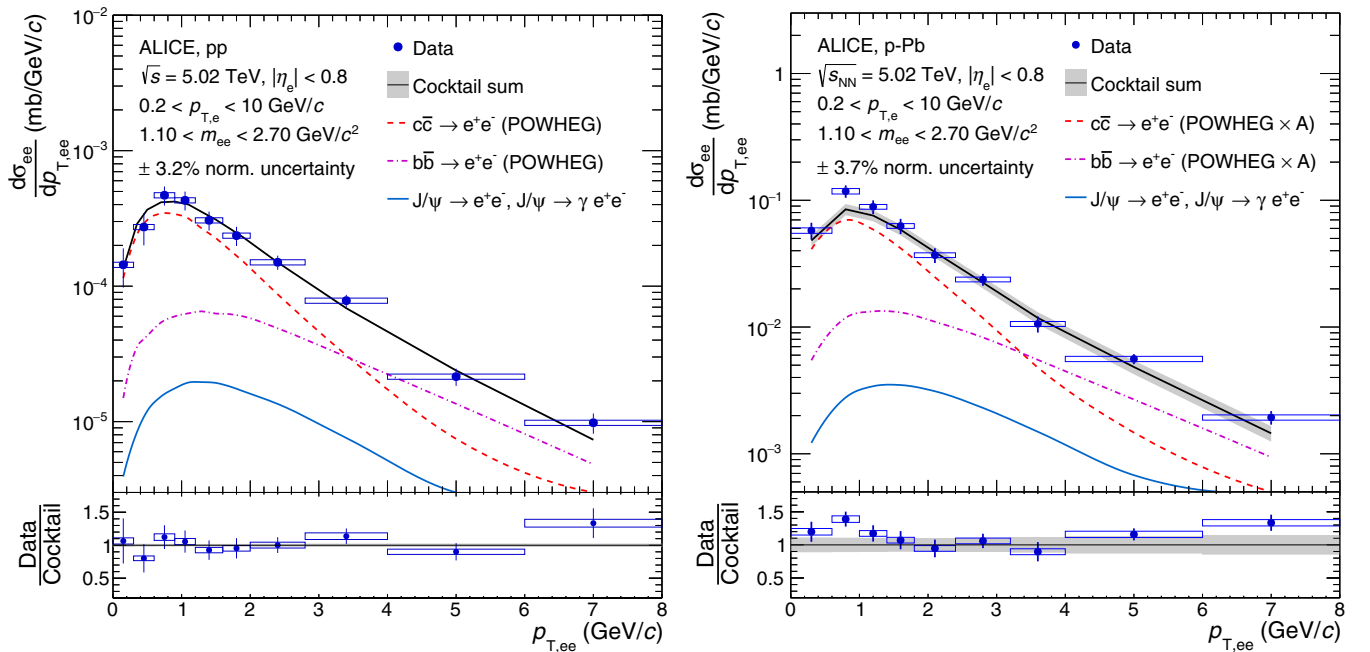 ALICE, pp
√s = 5.02 TeV, |η_e| < 0.8
0.2 < p_T,e < 10 GeV/c
1.10 < m_ee < 2.70 GeV/c²
± 3.2% norm. uncertainty
Data
Cocktail sum
cc̄ → e⁺e⁻ (POWHEG)
bb̄ → e⁺e⁻ (POWHEG)
J/ψ → e⁺e⁻, J/ψ → γ e⁺e⁻
dσ_ee/dp_T,ee (mb/GeV/c)
10⁻²
10⁻³
10⁻⁴
10⁻⁵
Data/Cocktail
1.5
1
0.5
0 1 2 3 4 5 6 7 8
p_T,ee (GeV/c)
ALICE, p-Pb
√s_NN = 5.02 TeV, |η_e| < 0.8
0.2 < p_T,e < 10 GeV/c
1.10 < m_ee < 2.70 GeV/c²
± 3.7% norm. uncertainty
Data
Cocktail sum
cc̄ → e⁺e⁻ (POWHEG × A)
bb̄ → e⁺e⁻ (POWHEG × A)
J/ψ → e⁺e⁻, J/ψ → γ e⁺e⁻
dσ_ee/dp_T,ee (mb/GeV/c)
1
10⁻¹
10⁻²
10⁻³
Data/Cocktail
1.5
1
0.5
0 1 2 3 4 5 6 7 8
p_T,ee (GeV/c)